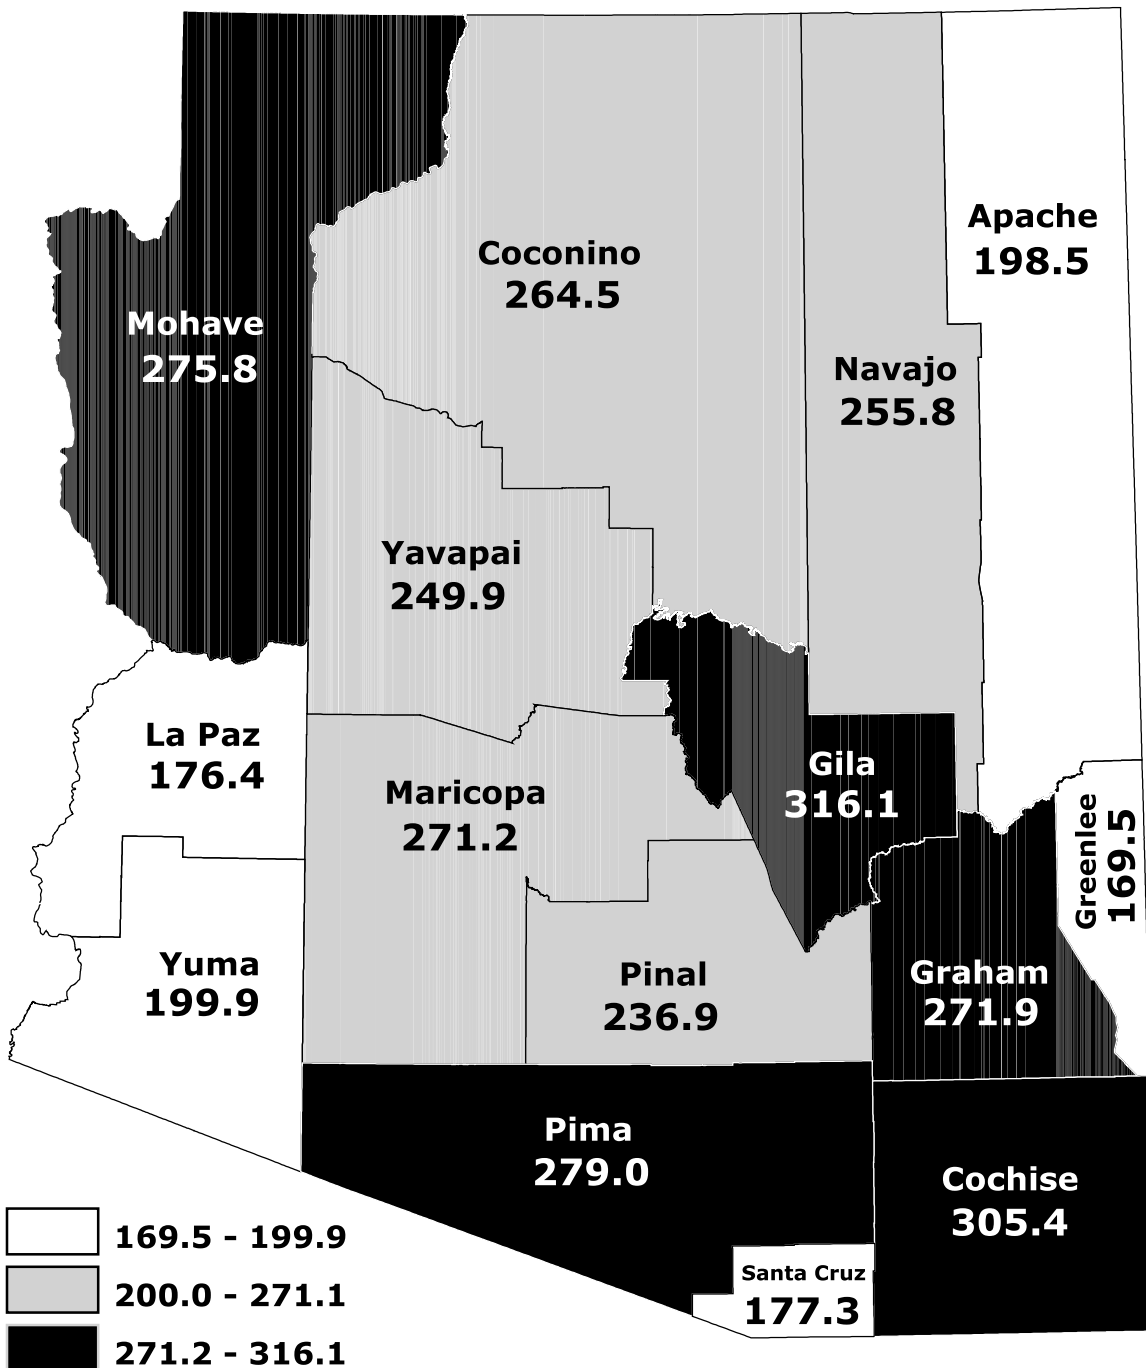 Apache
198.5
Coconino
264.5
Mohave
275.8
Navajo
255.8
Yavapai
249.9
La Paz
176.4
Gila
316.1
Maricopa
271.2
Greenlee
169.5
Yuma
199.9
Pinal
236.9
Graham
271.9
Pima
279.0
Cochise
305.4
Santa Cruz
177.3
169.5 - 199.9
200.0 - 271.1
271.2 - 316.1